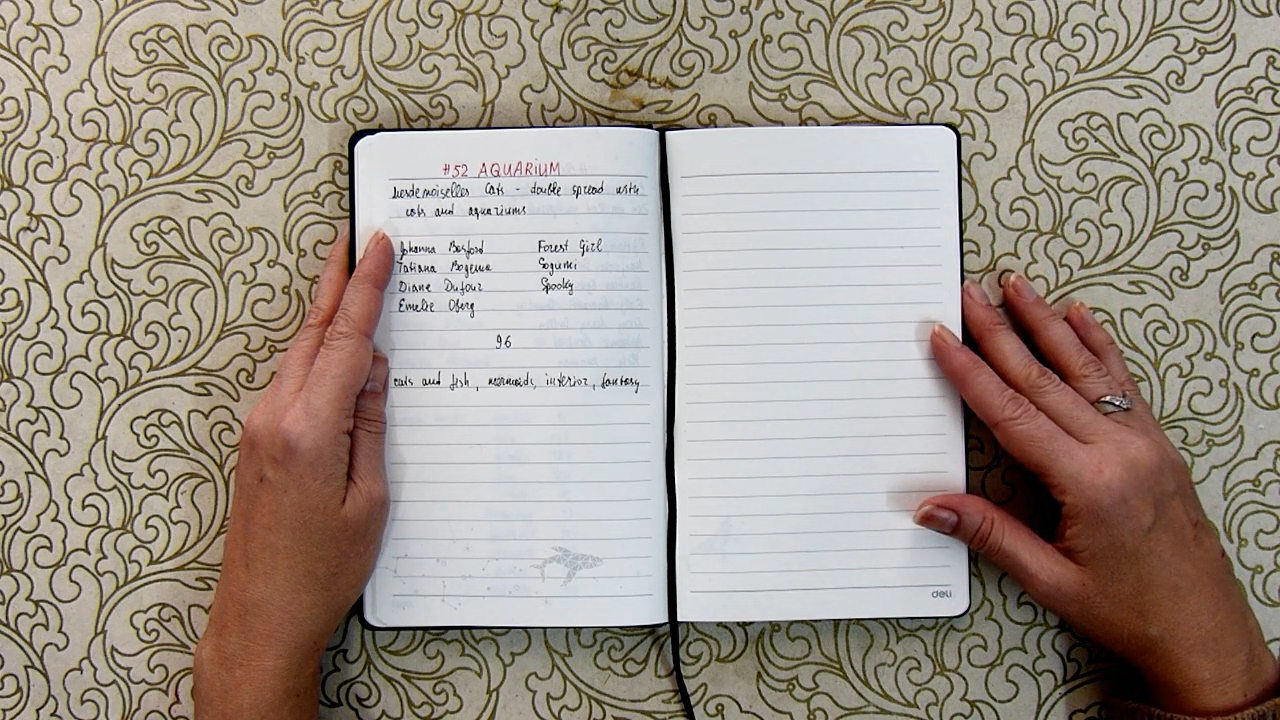 #52 AQUARIUM
Mesdemoiselles Cats - double spread with
cats and aquariums
Johanna Basford
Tatiana Bogema
Diane Dufour
Emelie Oberg
Forest Girl
Sogurki
Spooky
96
cats and fish, mermaids, interior, fantasy
deli